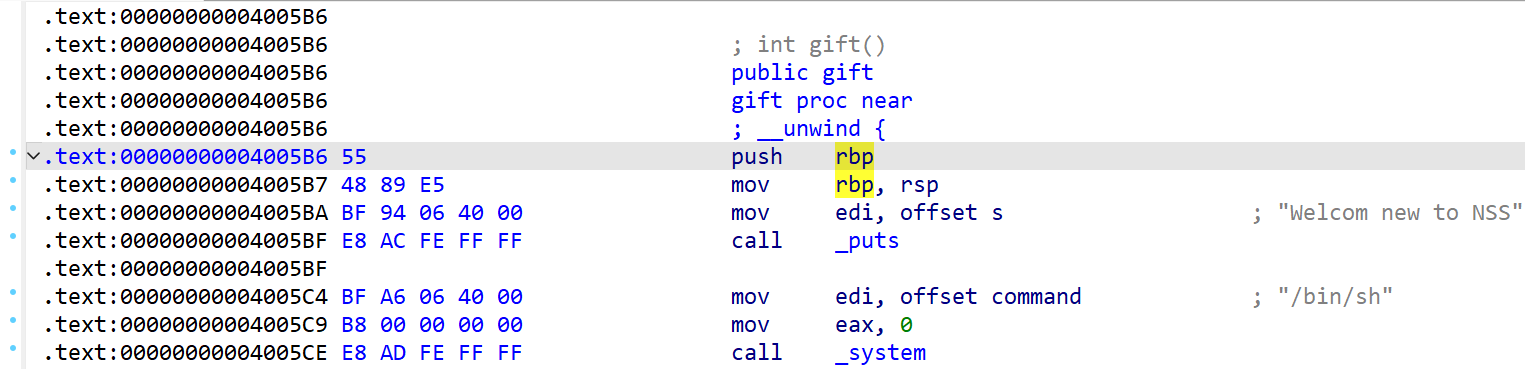 .text:00000000004005B6
.text:00000000004005B6 ; int gift()
.text:00000000004005B6 public gift
.text:00000000004005B6 gift proc near
.text:00000000004005B6 ; __unwind {
.text:00000000004005B6 55 push rbp
.text:00000000004005B7 48 89 E5 mov rbp, rsp
.text:00000000004005BA BF 94 06 40 00 mov edi, offset s ; "Welcom new to NSS"
.text:00000000004005BF E8 AC FE FF FF call _puts
.text:00000000004005BF
.text:00000000004005C4 BF A6 06 40 00 mov edi, offset command ; "/bin/sh"
.text:00000000004005C9 B8 00 00 00 00 mov eax, 0
.text:00000000004005CE E8 AD FE FF FF call _system